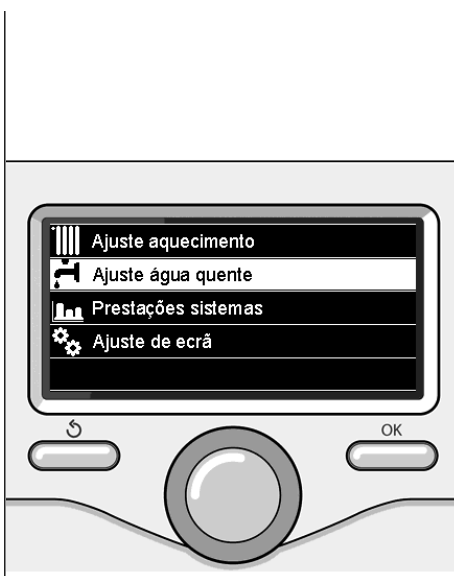 Ajuste aquecimento
Ajuste água quente
Prestações sistemas
Ajuste de ecrã
OK